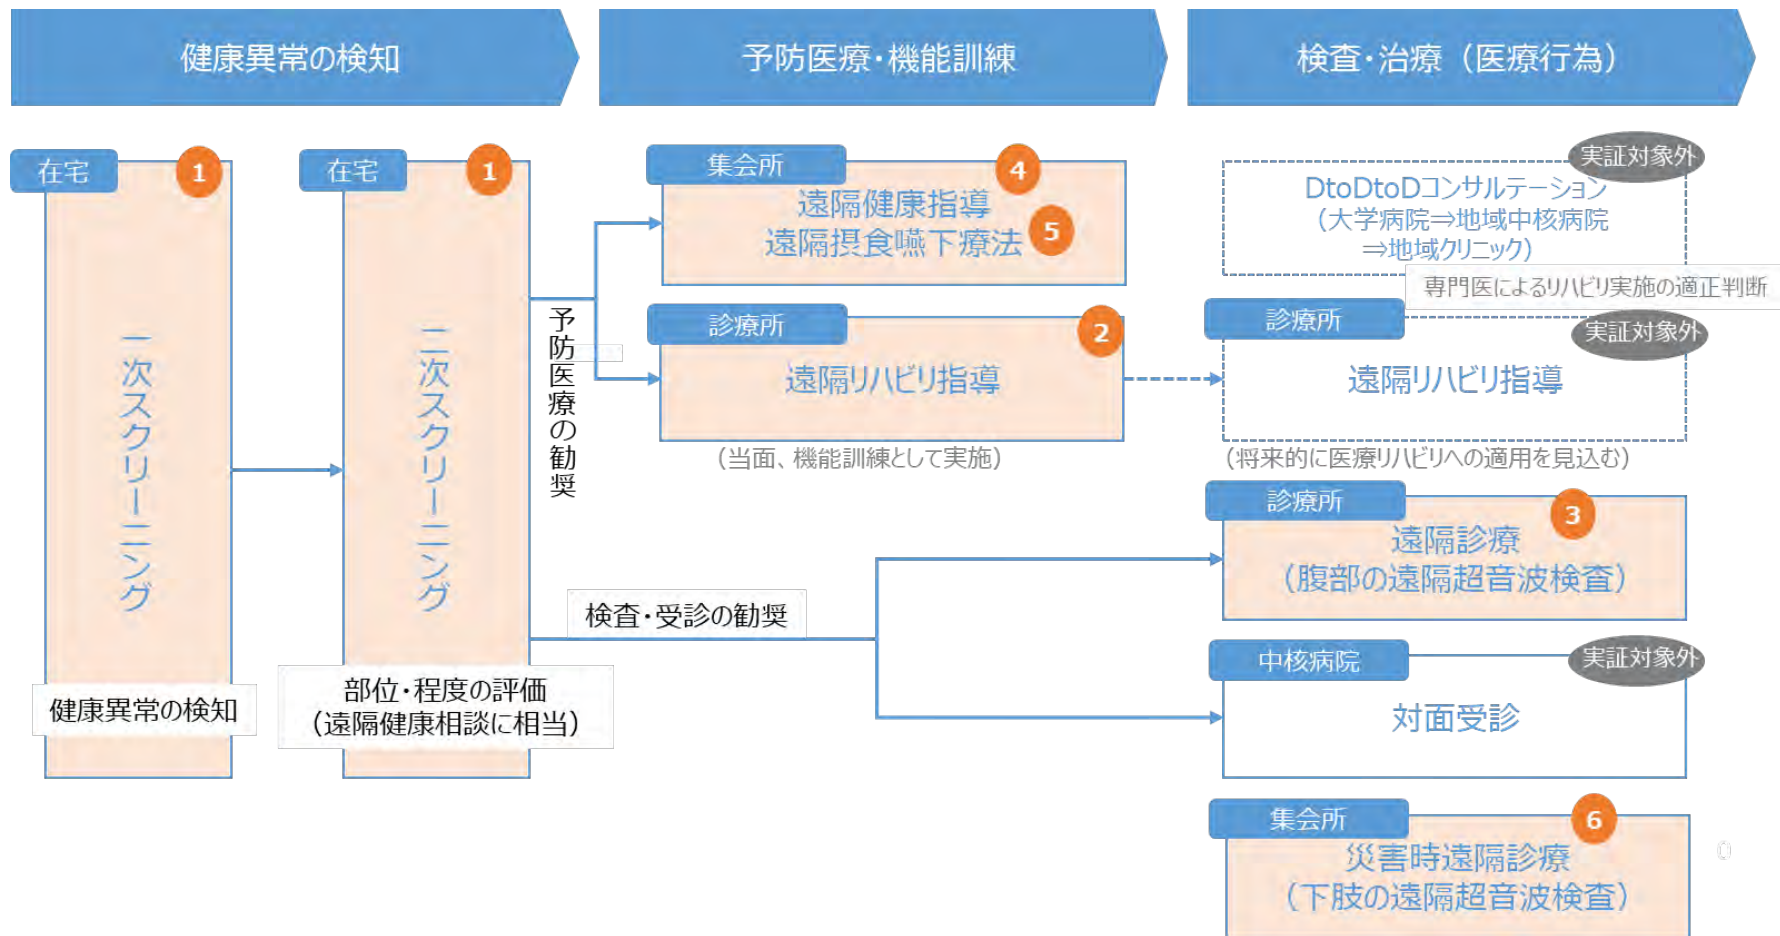 健康異常の検知
予防医療・機能訓練
検査・治療（医療行為）
在宅
1
一次スクリーニング
健康異常の検知
在宅
1
二次スクリーニング
部位・程度の評価
（遠隔健康相談に相当）
予防医療の勧奨
検査・受診の勧奨
集会所
4
遠隔健康指導
遠隔摂食嚥下療法
5
診療所
2
遠隔リハビリ指導
（当面、機能訓練として実施）
実証対象外
DtoDtoDコンサルテーション
（大学病院⇒地域中核病院
⇒地域クリニック）
専門医によるリハビリ実施の適正判断
診療所
実証対象外
遠隔リハビリ指導
（将来的に医療リハビリへの適用を見込む）
診療所
3
遠隔診療
（腹部の遠隔超音波検査）
中核病院
実証対象外
対面受診
集会所
6
災害時遠隔診療
（下肢の遠隔超音波検査）
0